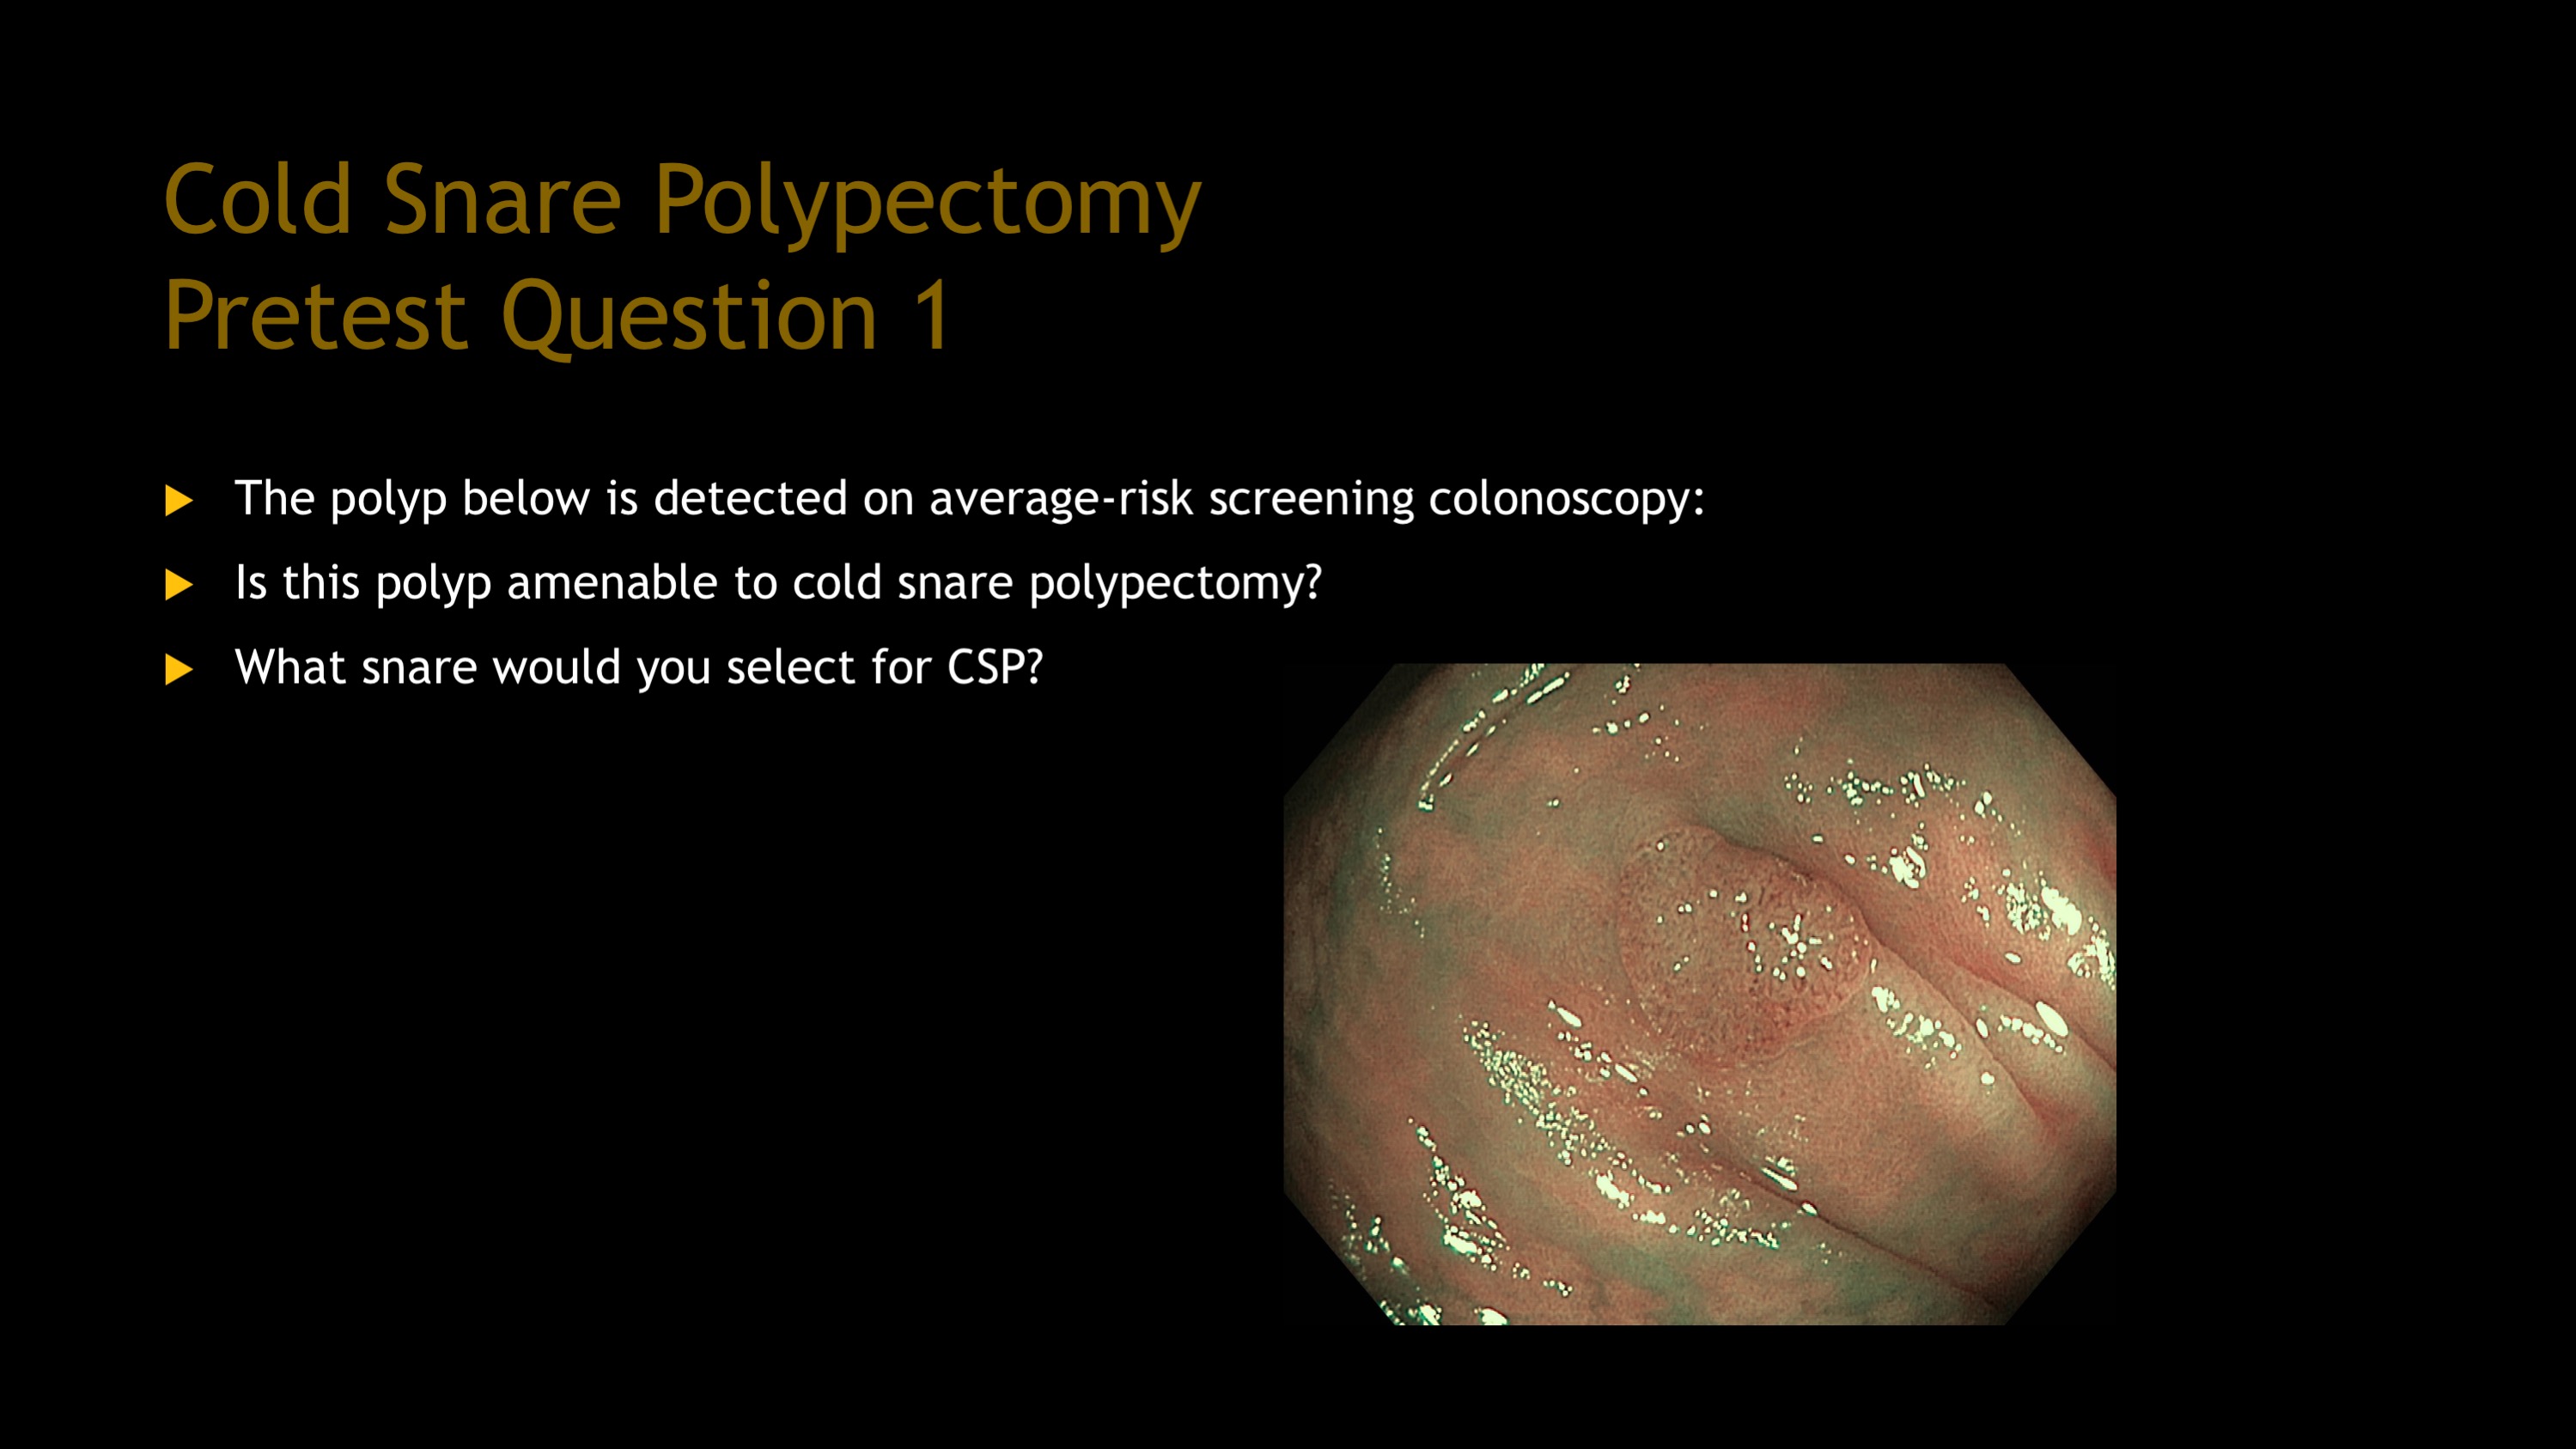 Cold Snare Polypectomy
Pretest Question 1
The polyp below is detected on average-risk screening colonoscopy:
Is this polyp amenable to cold snare polypectomy?
What snare would you select for CSP?